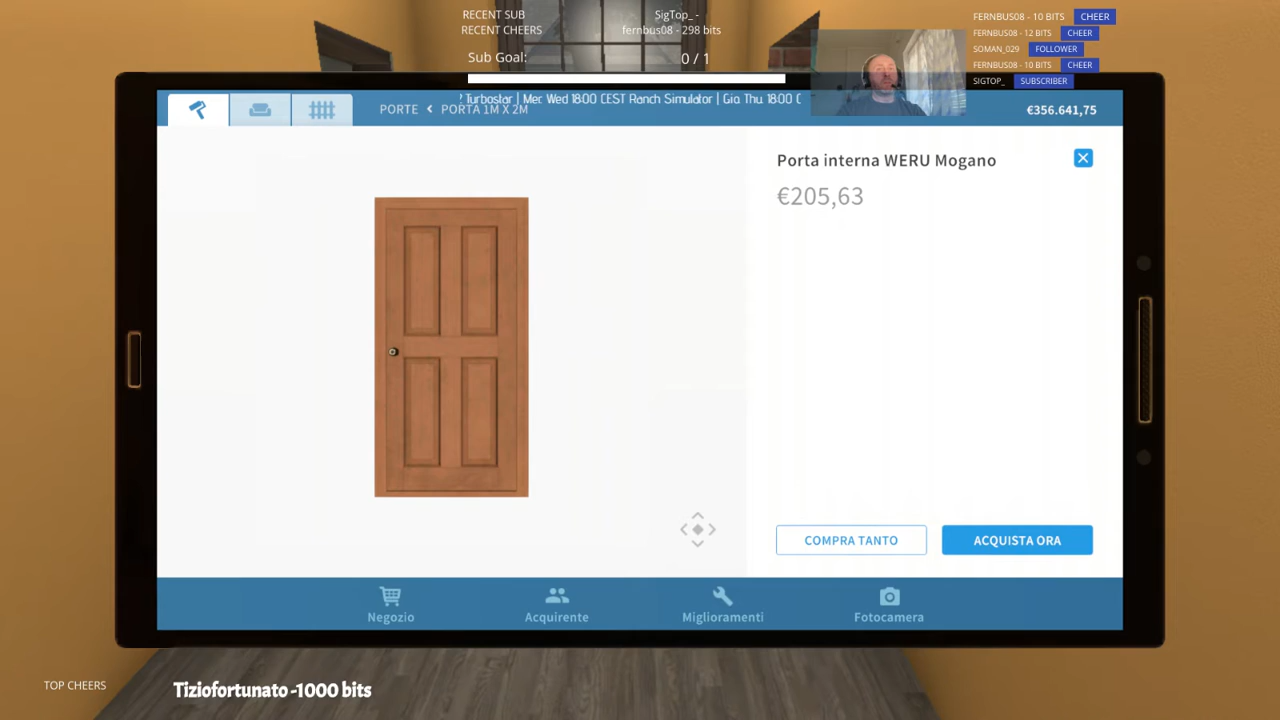 RECENT SUB SigTop_ -
RECENT CHEERS fernbus08 - 298 bits
Sub Goal: 0 / 1
FERNBUS08 - 10 BITS CHEER
FERNBUS08 - 12 BITS CHEER
SOMAN_029 FOLLOWER
FERNBUS08 - 10 BITS CHEER
SIGTOP_ SUBSCRIBER
Turbostar | Mer. Wed 18:00 CEST Ranch Simulator | Gio. Thu. 18:00 C
PORTE < PORTA 1M X 2M
€356.641,75
Porta interna WERU Mogano
€205,63
COMPRA TANTO
ACQUISTA ORA
Negozio
Acquirente
Miglioramenti
Fotocamera
TOP CHEERS
Tiziofortunato -1000 bits